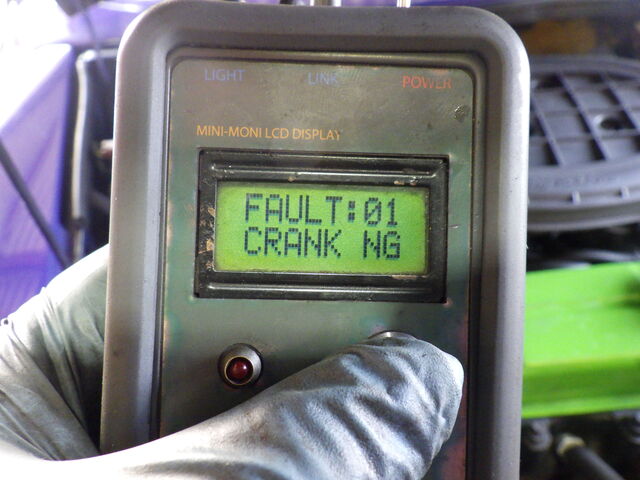 LIGHT LINK POWER
MINI-MONI LCD DISPLAY
FAULT:01
CRANK NG